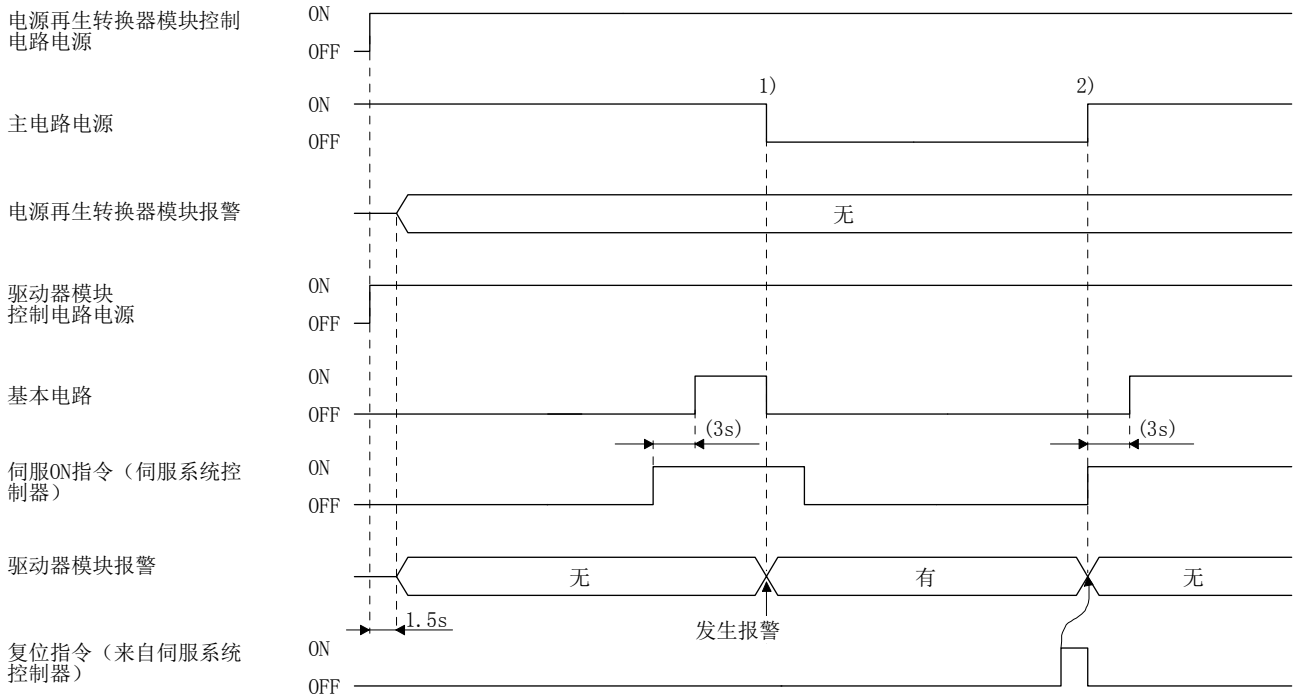 电源再生转换器模块控制
电路电源
ON
OFF
主电路电源
ON
OFF
1)
2)
电源再生转换器模块报警
无
驱动器模块
控制电路电源
ON
OFF
基本电路
ON
OFF
(3s)
(3s)
伺服ON指令（伺服系统控
制器）
ON
OFF
驱动器模块报警
无
有
无
1.5s
发生报警
复位指令（来自伺服系统
控制器）
ON
OFF